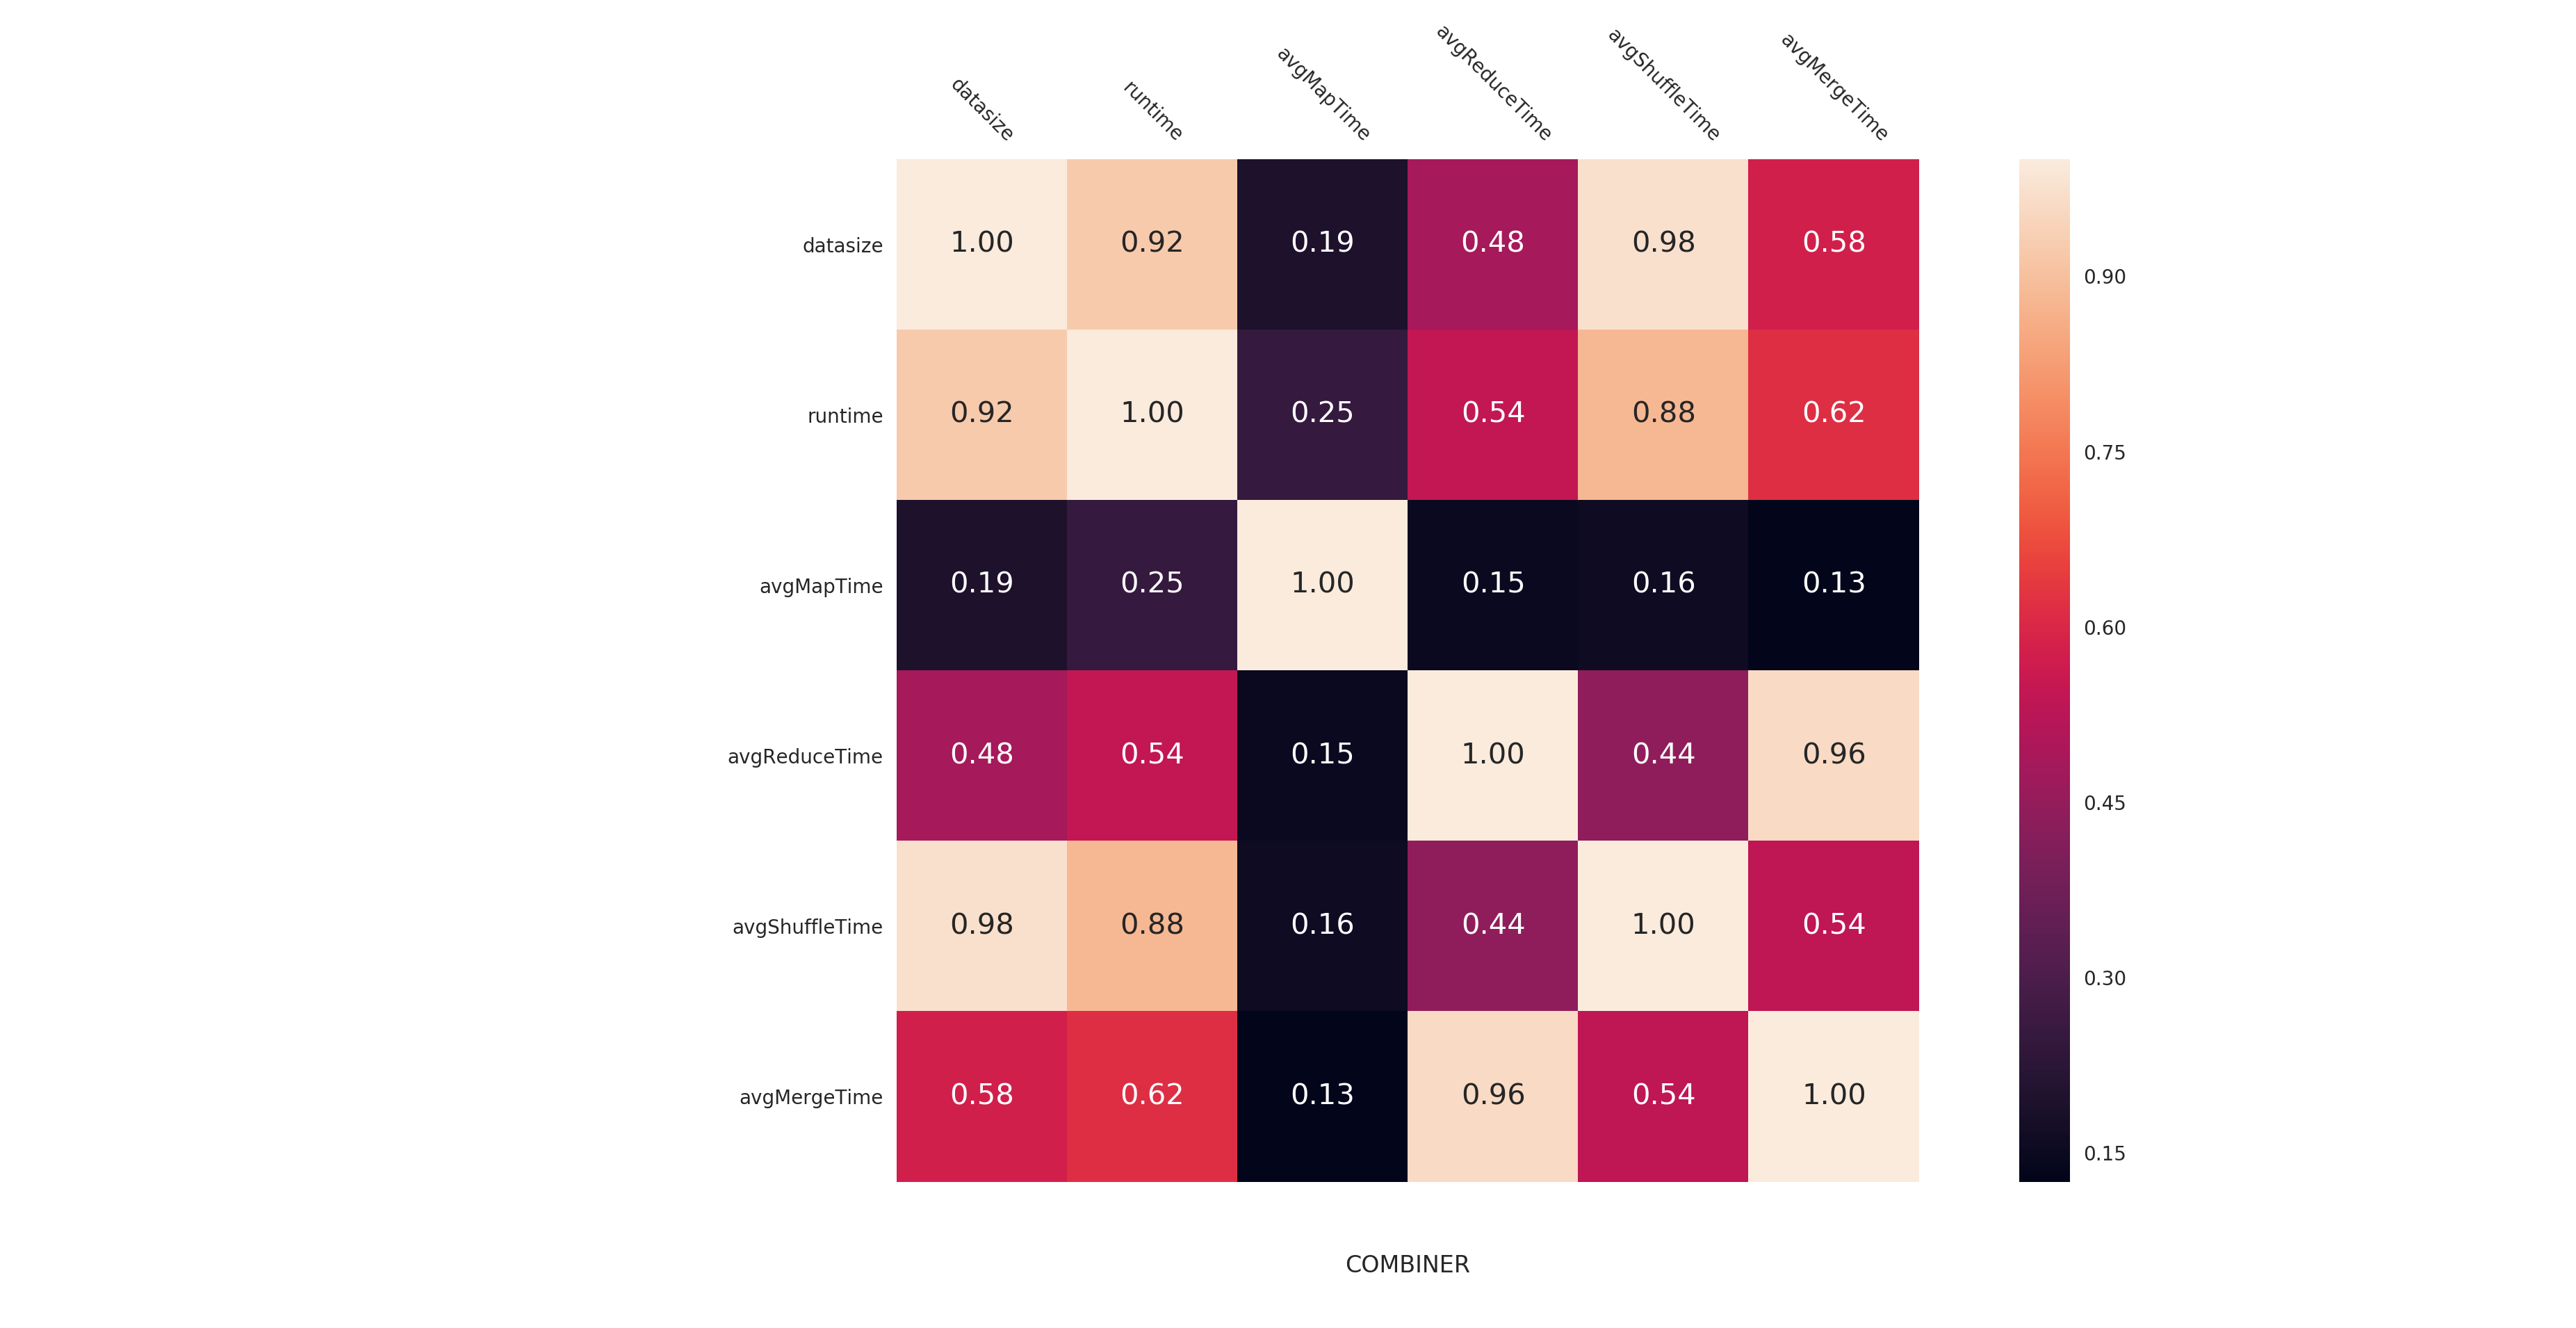 datasize runtime avgMapTime avgReduceTime avgShuffleTime avgMergeTime
datasize 1.00 0.92 0.19 0.48 0.98 0.58
runtime 0.92 1.00 0.25 0.54 0.88 0.62
avgMapTime 0.19 0.25 1.00 0.15 0.16 0.13
avgReduceTime 0.48 0.54 0.15 1.00 0.44 0.96
avgShuffleTime 0.98 0.88 0.16 0.44 1.00 0.54
avgMergeTime 0.58 0.62 0.13 0.96 0.54 1.00
0.90
0.75
0.60
0.45
0.30
0.15
COMBINER